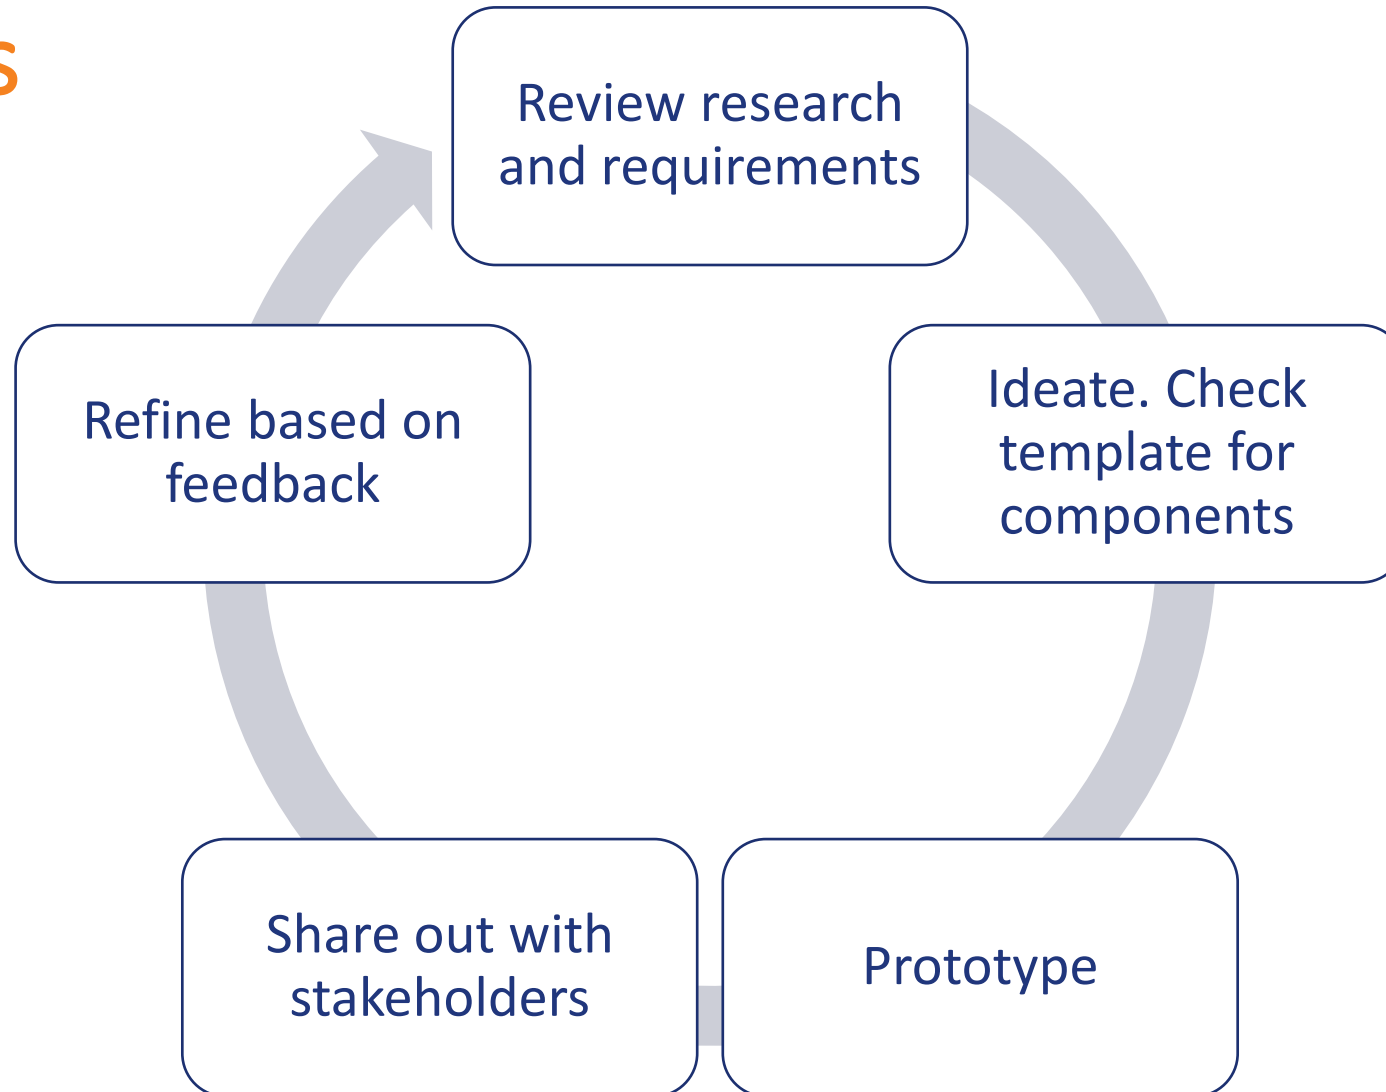 s
Review research
and requirements
Ideate. Check
template for
components
Prototype
Share out with
stakeholders
Refine based on
feedback